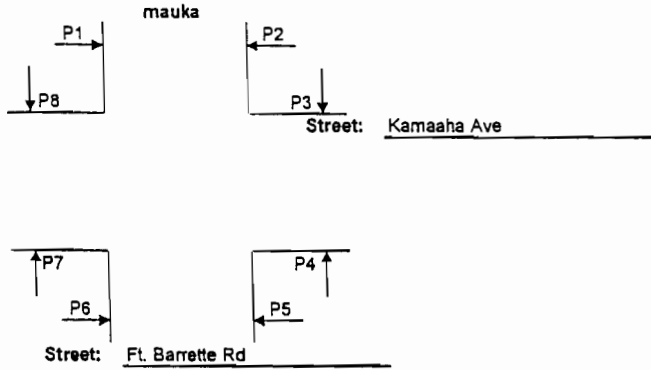 mauka
P1 P2
P8 P3
Street: Kamaaha Ave
P7 P4
P6 P5
Street: Ft. Barrette Rd